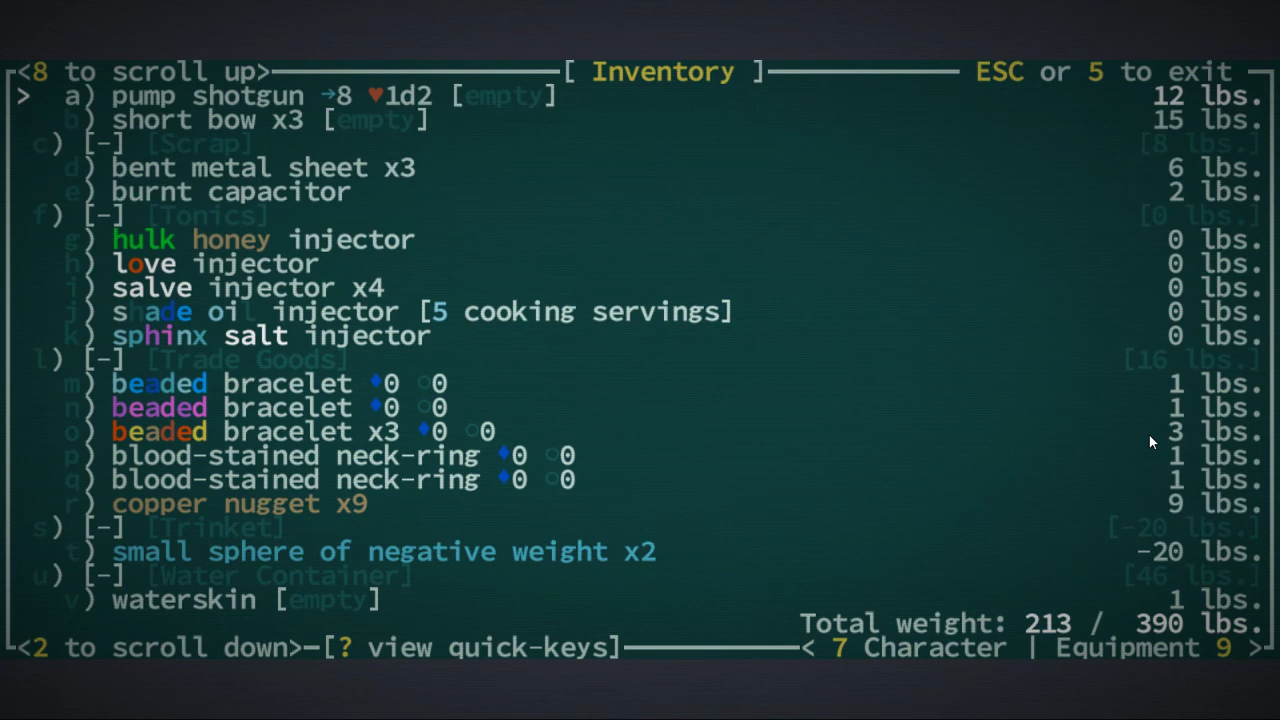 <8 to scroll up> [ Inventory ] ESC or 5 to exit
> a) pump shotgun →8 ♥1d2 [empty] 12 lbs.
b) short bow x3 [empty] 15 lbs.
c) [-] [Scrap] [8 lbs.]
d) bent metal sheet x3 6 lbs.
e) burnt capacitor 2 lbs.
f) [-] [Tonics] [0 lbs.]
g) hulk honey injector 0 lbs.
h) love injector 0 lbs.
i) salve injector x4 0 lbs.
j) shade oil injector [5 cooking servings] 0 lbs.
k) sphinx salt injector 0 lbs.
l) [-] [Trade Goods] [16 lbs.]
m) beaded bracelet ♦0 ○0 1 lbs.
n) beaded bracelet ♦0 ○0 1 lbs.
o) beaded bracelet x3 ♦0 ○0 3 lbs.
p) blood-stained neck-ring ♦0 ○0 1 lbs.
q) blood-stained neck-ring ♦0 ○0 1 lbs.
r) copper nugget x9 9 lbs.
s) [-] [Trinket] [-20 lbs.]
t) small sphere of negative weight x2 -20 lbs.
u) [-] [Water Container] [46 lbs.]
v) waterskin [empty] 1 lbs.
Total weight: 213 / 390 lbs.
<2 to scroll down> [? view quick-keys] < 7 Character | Equipment 9 >